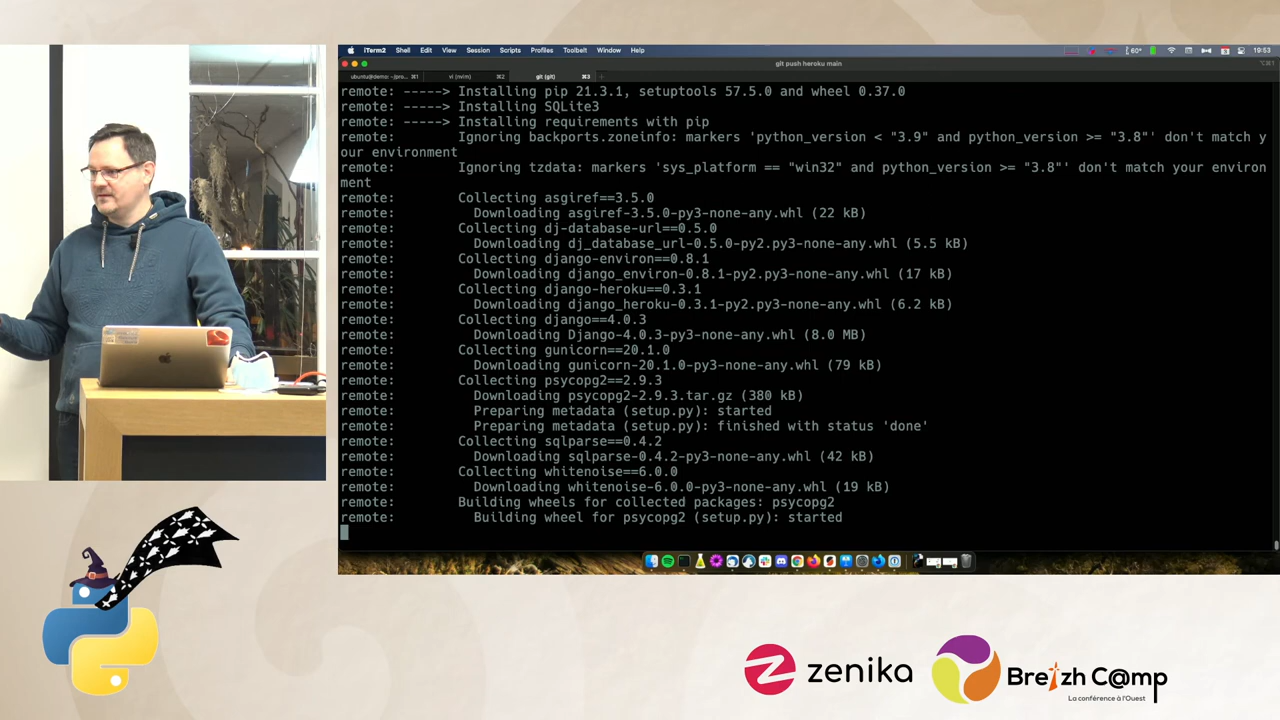 iTerm2 Shell Edit View Session Scripts Profiles Toolbelt Window Help 60° 19:53
git push heroku main
ubuntu@demo: ~/pro... ⌘1 vi (nvim) ⌘2 git (git) ⌘3
remote: -----> Installing pip 21.3.1, setuptools 57.5.0 and wheel 0.37.0
remote: -----> Installing SQLite3
remote: -----> Installing requirements with pip
remote: Ignoring backports.zoneinfo: markers 'python_version < "3.9" and python_version >= "3.8"' don't match y
our environment
remote: Ignoring tzdata: markers 'sys_platform == "win32" and python_version >= "3.8"' don't match your environ
ment
remote: Collecting asgiref==3.5.0
remote: Downloading asgiref-3.5.0-py3-none-any.whl (22 kB)
remote: Collecting dj-database-url==0.5.0
remote: Downloading dj_database_url-0.5.0-py2.py3-none-any.whl (5.5 kB)
remote: Collecting django-environ==0.8.1
remote: Downloading django_environ-0.8.1-py2.py3-none-any.whl (17 kB)
remote: Collecting django-heroku==0.3.1
remote: Downloading django_heroku-0.3.1-py2.py3-none-any.whl (6.2 kB)
remote: Collecting django==4.0.3
remote: Downloading Django-4.0.3-py3-none-any.whl (8.0 MB)
remote: Collecting gunicorn==20.1.0
remote: Downloading gunicorn-20.1.0-py3-none-any.whl (79 kB)
remote: Collecting psycopg2==2.9.3
remote: Downloading psycopg2-2.9.3.tar.gz (380 kB)
remote: Preparing metadata (setup.py): started
remote: Preparing metadata (setup.py): finished with status 'done'
remote: Collecting sqlparse==0.4.2
remote: Downloading sqlparse-0.4.2-py3-none-any.whl (42 kB)
remote: Collecting whitenoise==6.0.0
remote: Downloading whitenoise-6.0.0-py3-none-any.whl (19 kB)
remote: Building wheels for collected packages: psycopg2
remote: Building wheel for psycopg2 (setup.py): started
zenika
Breizh C@mp
La conférence à l'Ouest